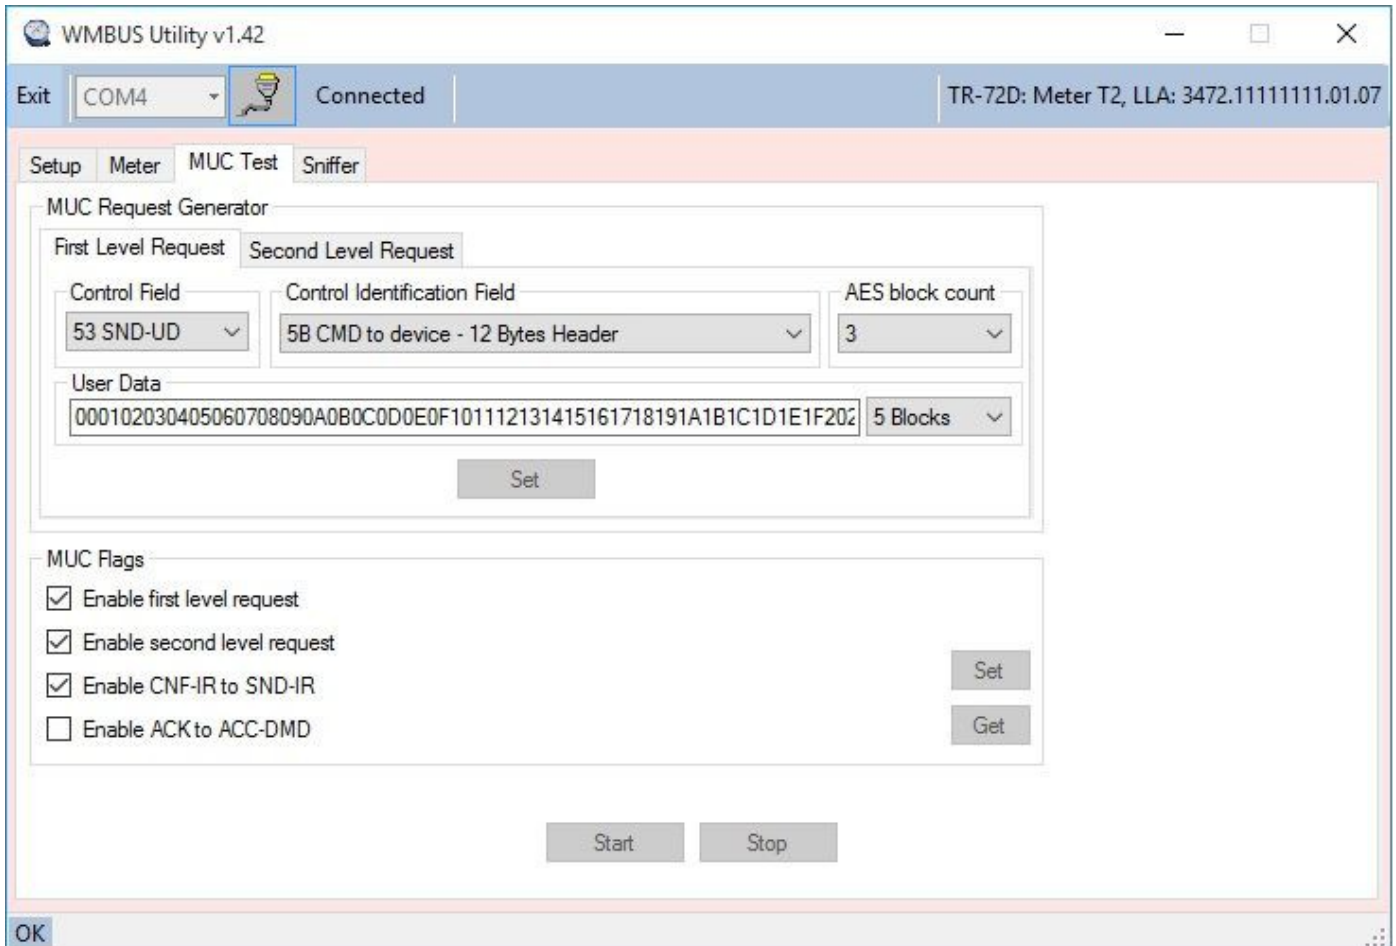 WMBUS Utility v1.42
Exit COM4 Connected TR-72D: Meter T2, LLA: 3472.11111111.01.07
Setup Meter MUC Test Sniffer
MUC Request Generator
First Level Request Second Level Request
Control Field Control Identification Field AES block count
53 SND-UD 5B CMD to device - 12 Bytes Header 3
User Data
000102030405060708090A0B0C0D0E0F101112131415161718191A1B1C1D1E1F202 5 Blocks
Set
MUC Flags
Enable first level request
Enable second level request
Enable CNF-IR to SND-IR
Set
Enable ACK to ACC-DMD
Get
Start Stop
OK